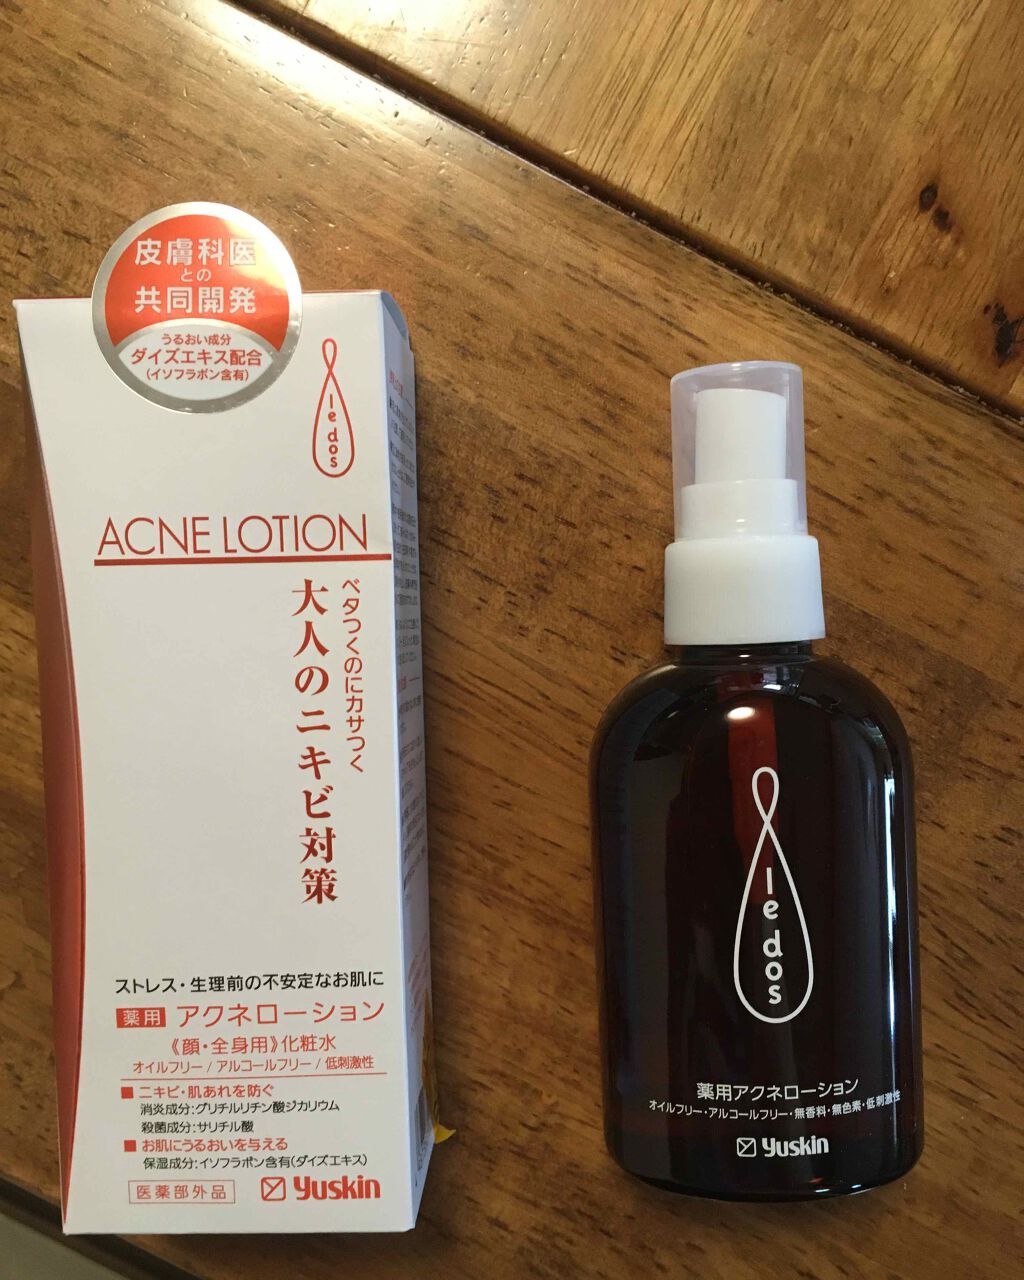 皮膚科医
との
共同開発
うるおい成分
ダイズエキス配合
(イソフラボン含有)
le dos
ACNE LOTION
ベタつくのにカサつく
大人のニキビ対策
ストレス・生理前の不安定なお肌に
薬用 アクネローション
《顔・全身用》化粧水
オイルフリー / アルコールフリー / 低刺激性
■ ニキビ・肌あれを防ぐ
消炎成分:グリチルリチン酸ジカリウム
殺菌成分:サリチル酸
■ お肌にうるおいを与える
保湿成分:イソフラボン含有(ダイズエキス)
医薬部外品 Yuskin
le dos
薬用アクネローション
オイルフリー・アルコールフリー・無香料・無色素・低刺激性
Yuskin